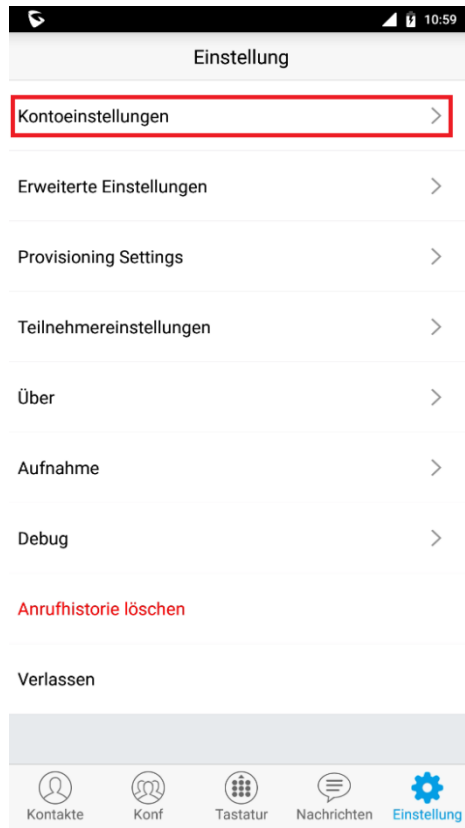 10:59
Einstellung
Kontoeinstellungen
Erweiterte Einstellungen
Provisioning Settings
Teilnehmereinstellungen
Über
Aufnahme
Debug
Anrufhistorie löschen
Verlassen
Kontakte Konf Tastatur Nachrichten Einstellung